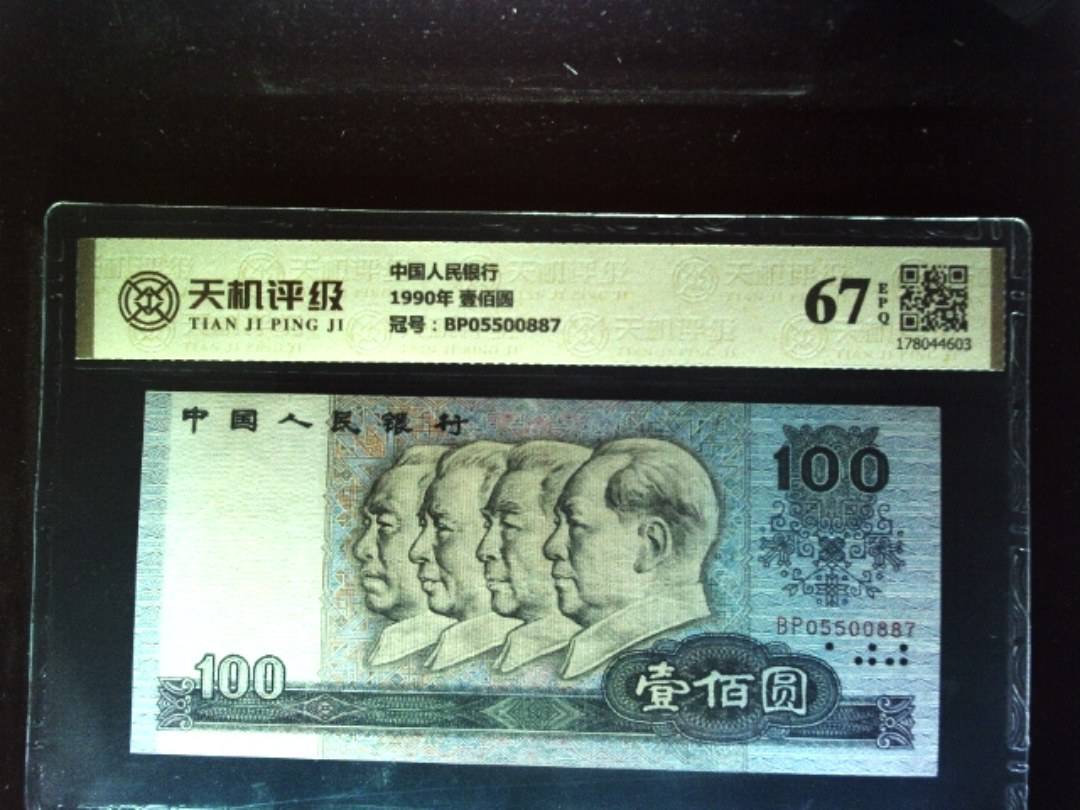 天机评级
TIAN JI PING JI
中国人民银行
1990年 壹佰圆
冠号：BP05500887
67
EPQ
178044603
中国人民银行
100
BP05500887
100
壹佰圆